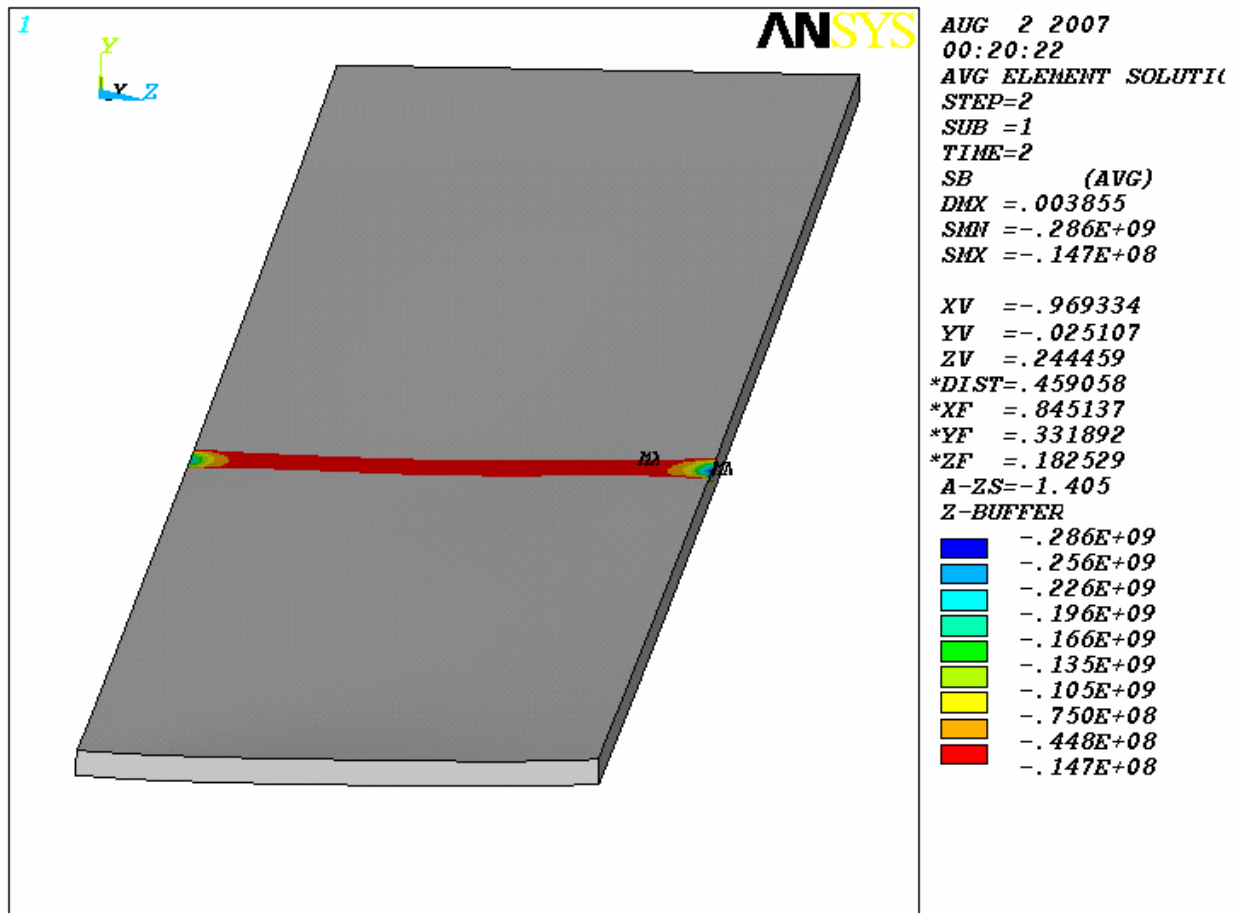 1
ANSYS
Y
Z
AUG 2 2007
00:20:22
AVG ELEMENT SOLUTI(
STEP=2
SUB =1
TIME=2
SB (AVG)
DMX =.003855
SMN =-.286E+09
SMX =-.147E+08
XV =-.969334
YV =-.025107
ZV =.244459
*DIST=.459058
*XF =.845137
*YF =.331892
*ZF =.182529
A-ZS=-1.405
Z-BUFFER
-.286E+09
-.256E+09
-.226E+09
-.196E+09
-.166E+09
-.135E+09
-.105E+09
-.750E+08
-.448E+08
-.147E+08